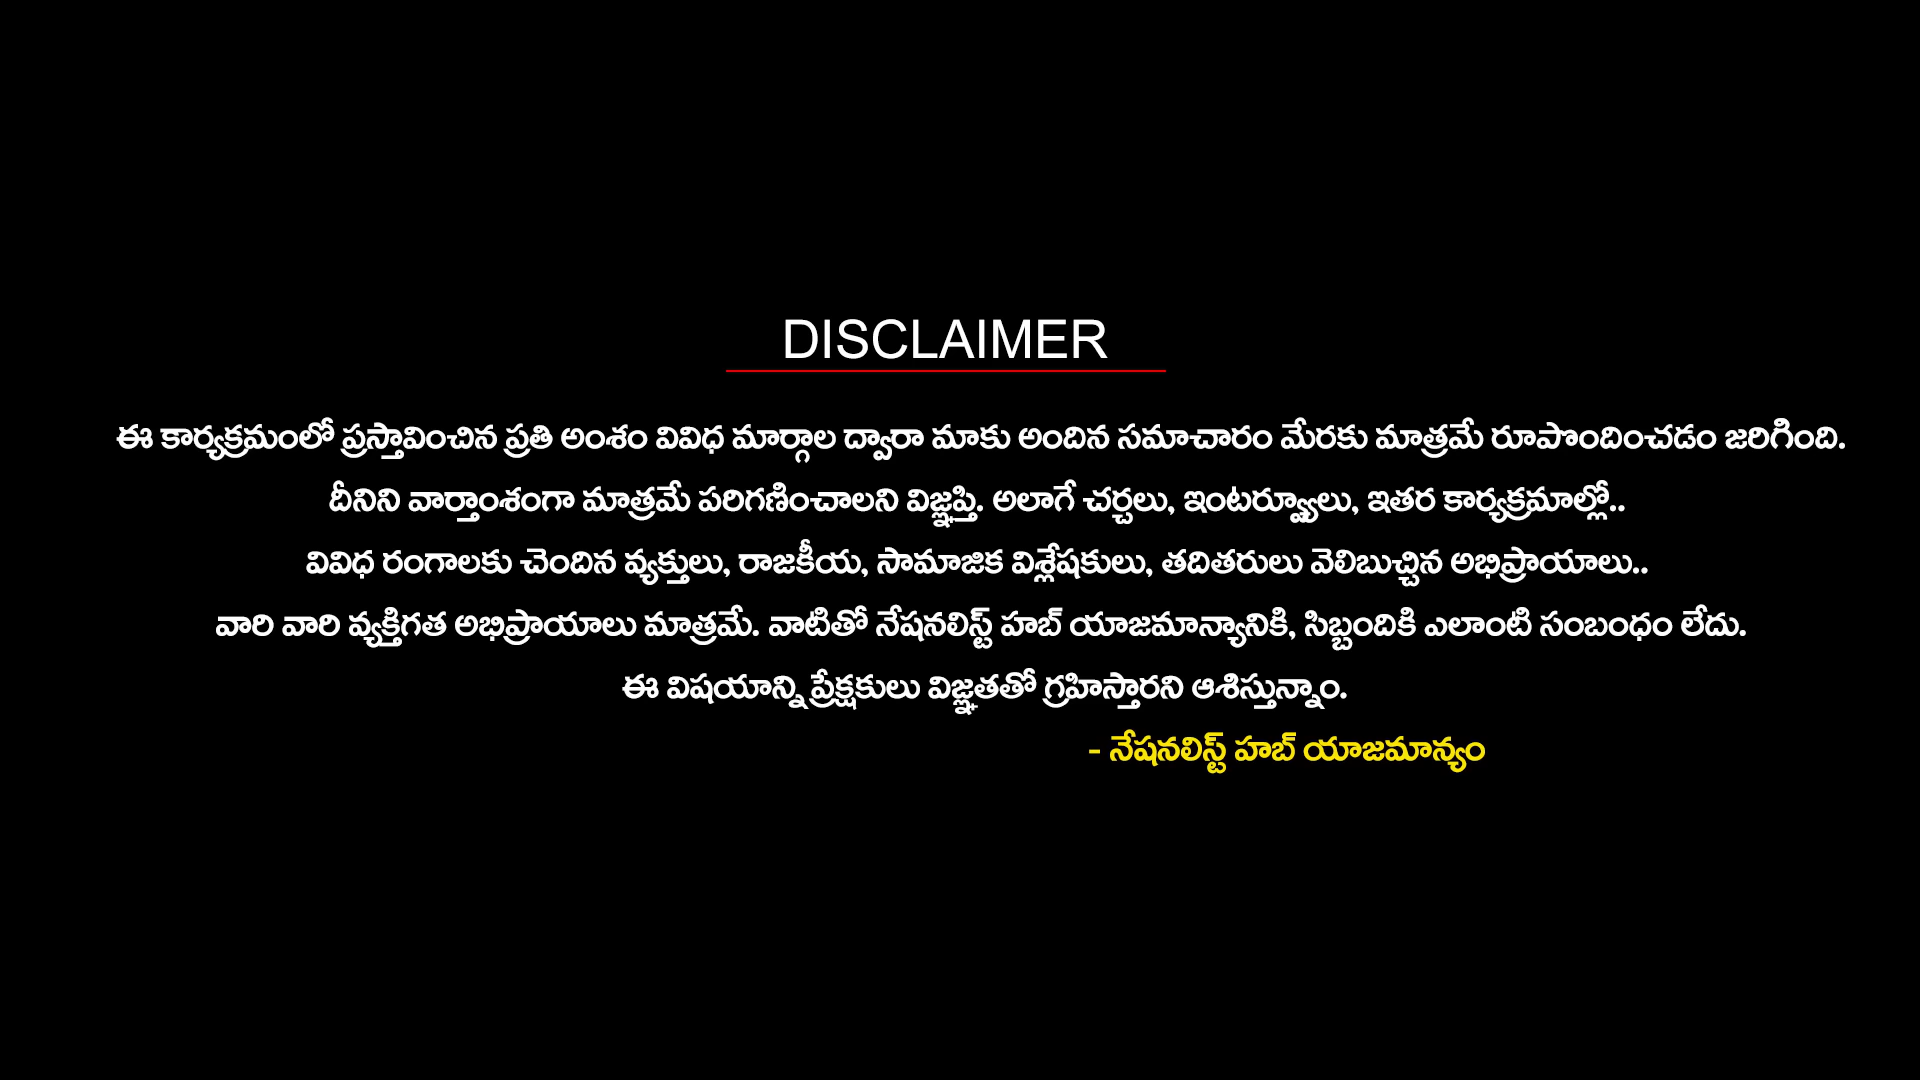 DISCLAIMER
ఈ కార్యక్రమంలో ప్రస్తావించిన ప్రతి అంశం వివిధ మార్గాల ద్వారా మాకు అందిన సమాచారం మేరకు మాత్రమే రూపొందించడం జరిగింది.
దీనిని వార్తాంశంగా మాత్రమే పరిగణించాలని విజ్ఞప్తి. అలాగే చర్చలు, ఇంటర్వ్యూలు, ఇతర కార్యక్రమాల్లో..
వివిధ రంగాలకు చెందిన వ్యక్తులు, రాజకీయ, సామాజిక విశ్లేషకులు, తదితరులు వెలిబుచ్చిన అభిప్రాయాలు..
వారి వారి వ్యక్తిగత అభిప్రాయాలు మాత్రమే. వాటితో నేషనలిస్ట్ హబ్ యాజమాన్యానికి, సిబ్బందికి ఎలాంటి సంబంధం లేదు.
ఈ విషయాన్ని ప్రేక్షకులు విజ్ఞతతో గ్రహిస్తారని ఆశిస్తున్నాం.
- నేషనలిస్ట్ హబ్ యాజమాన్యం